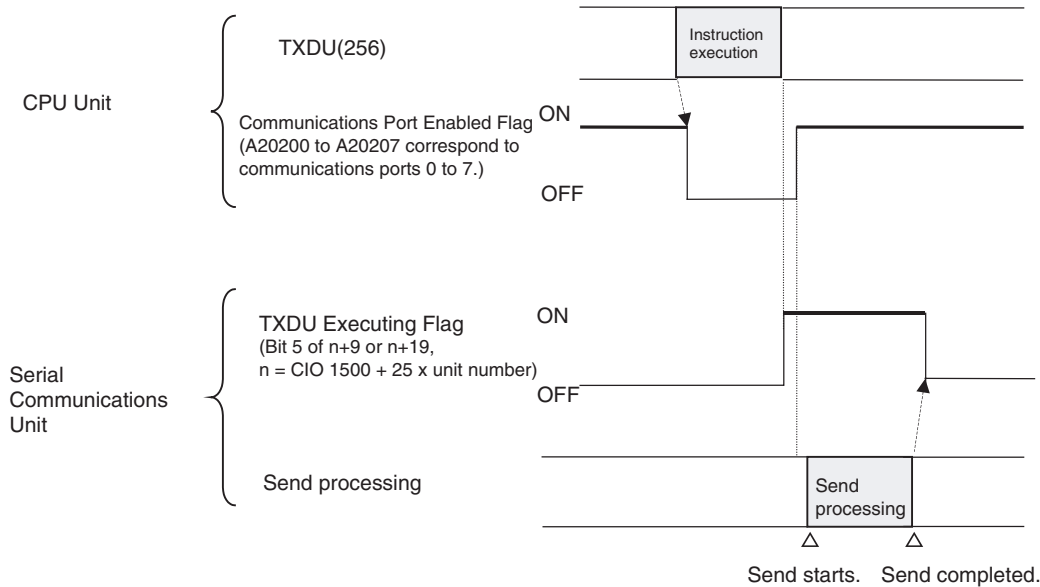 TXDU(256)
Instruction
execution
CPU Unit
Communications Port Enabled Flag
(A20200 to A20207 correspond to
communications ports 0 to 7.)
ON
OFF
TXDU Executing Flag
(Bit 5 of n+9 or n+19,
n = CIO 1500 + 25 x unit number)
ON
OFF
Serial
Communications
Unit
Send processing
Send
processing
Send starts.
Send completed.